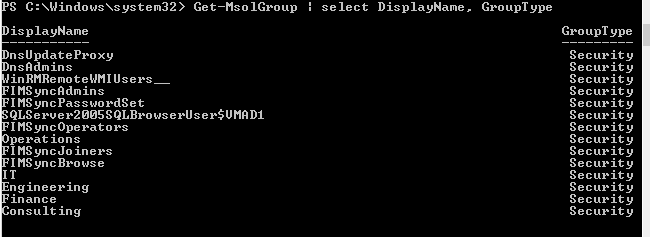 PS C:\Windows\system32> Get-MsolGroup | select DisplayName, GroupType
DisplayName GroupType
----------- ---------
DnsUpdateProxy Security
DnsAdmins Security
WinRMRemoteWMIUsers__ Security
FIMSyncAdmins Security
FIMSyncPasswordSet Security
SQLServer2005SQLBrowserUser$VMAD1 Security
FIMSyncOperators Security
Operations Security
FIMSyncJoiners Security
FIMSyncBrowse Security
IT Security
Engineering Security
Finance Security
Consulting Security